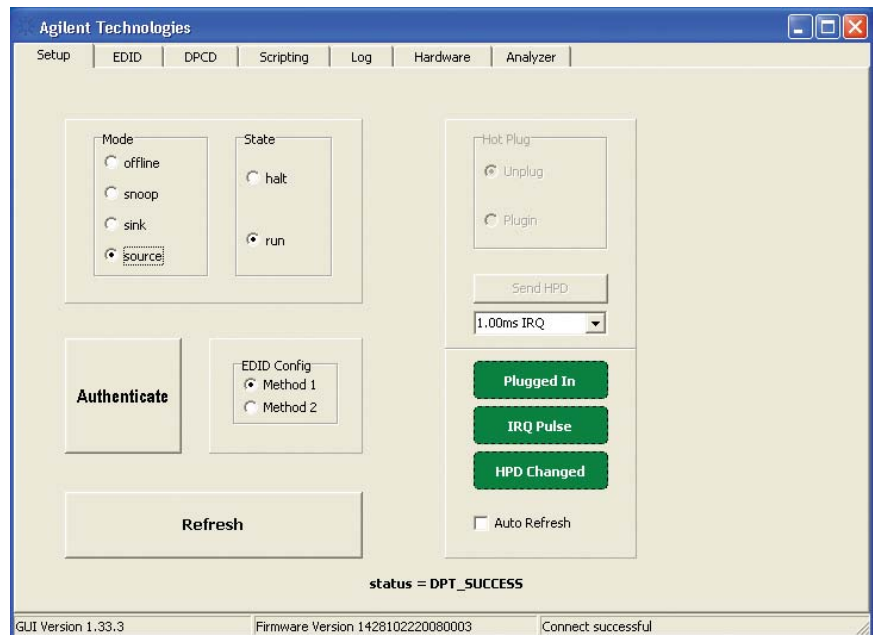 Agilent Technologies
Setup EDID DPCD Scripting Log Hardware Analyzer
Mode
offline
snoop
sink
source
State
halt
run
Hot Plug
Unplug
Plugin
Send HPD
1.00ms IRQ
Authenticate
EDID Config
Method 1
Method 2
Plugged In
IRQ Pulse
HPD Changed
Refresh
Auto Refresh
status = DPT_SUCCESS
GUI Version 1.33.3 Firmware Version 1428102220080003 Connect successful